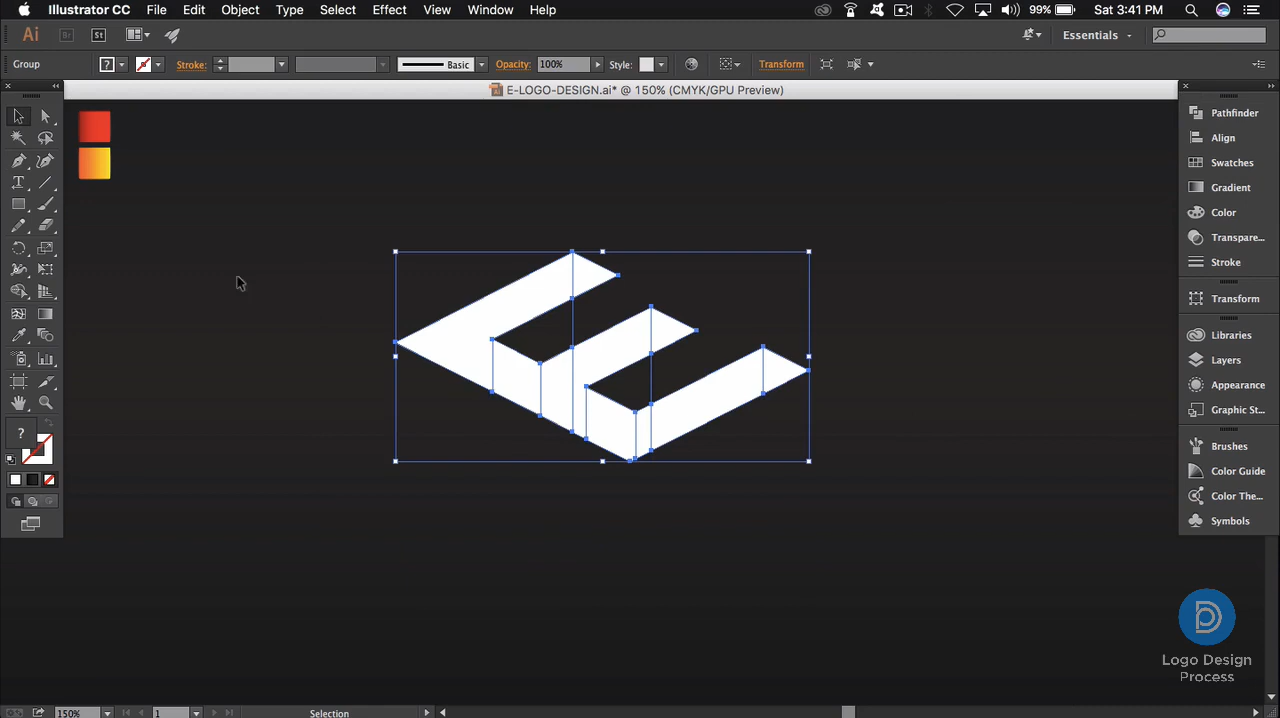 Illustrator CC File Edit Object Type Select Effect View Window Help 99% Sat 3:41 PM
Ai Br St Essentials
Group ? Stroke: Basic Opacity: 100% Style: Transform
E-LOGO-DESIGN.ai* @ 150% (CMYK/GPU Preview)
Pathfinder
Align
Swatches
Gradient
Color
Transpare...
Stroke
Transform
Libraries
Layers
Appearance
Graphic St...
Brushes
Color Guide
Color The...
Symbols
?
Logo Design
Process
150% 1 Selection